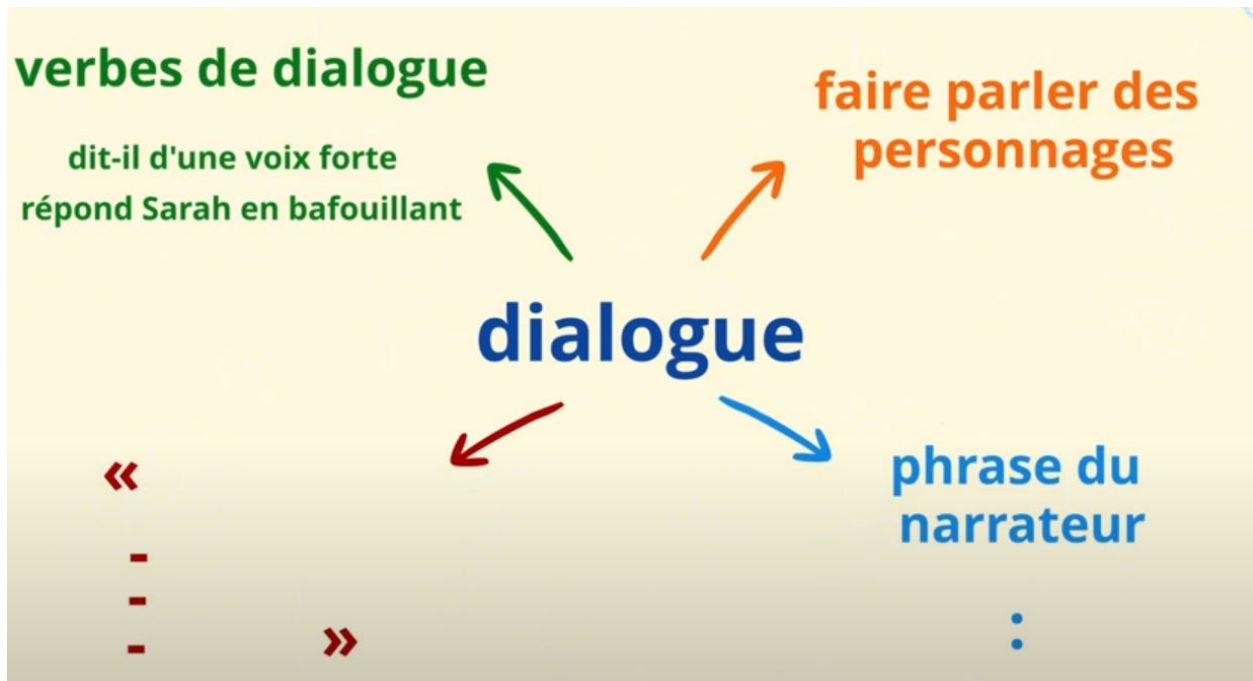 verbes de dialogue
dit-il d'une voix forte
répond Sarah en bafouillant
faire parler des
personnages
dialogue
«
-
-
- »
phrase du
narrateur
: